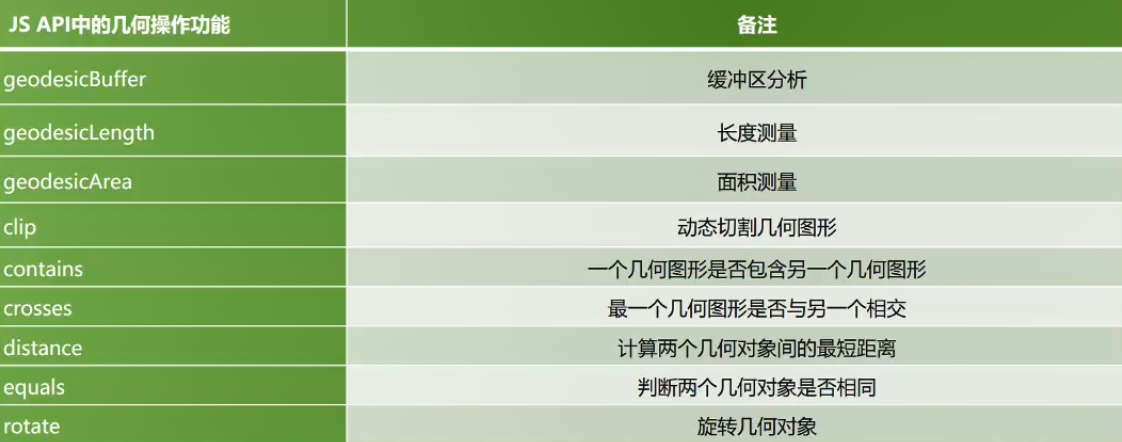 JS API中的几何操作功能 备注
geodesicBuffer 缓冲区分析
geodesicLength 长度测量
geodesicArea 面积测量
clip 动态切割几何图形
contains 一个几何图形是否包含另一个几何图形
crosses 最一个几何图形是否与另一个相交
distance 计算两个几何对象间的最短距离
equals 判断两个几何对象是否相同
rotate 旋转几何对象